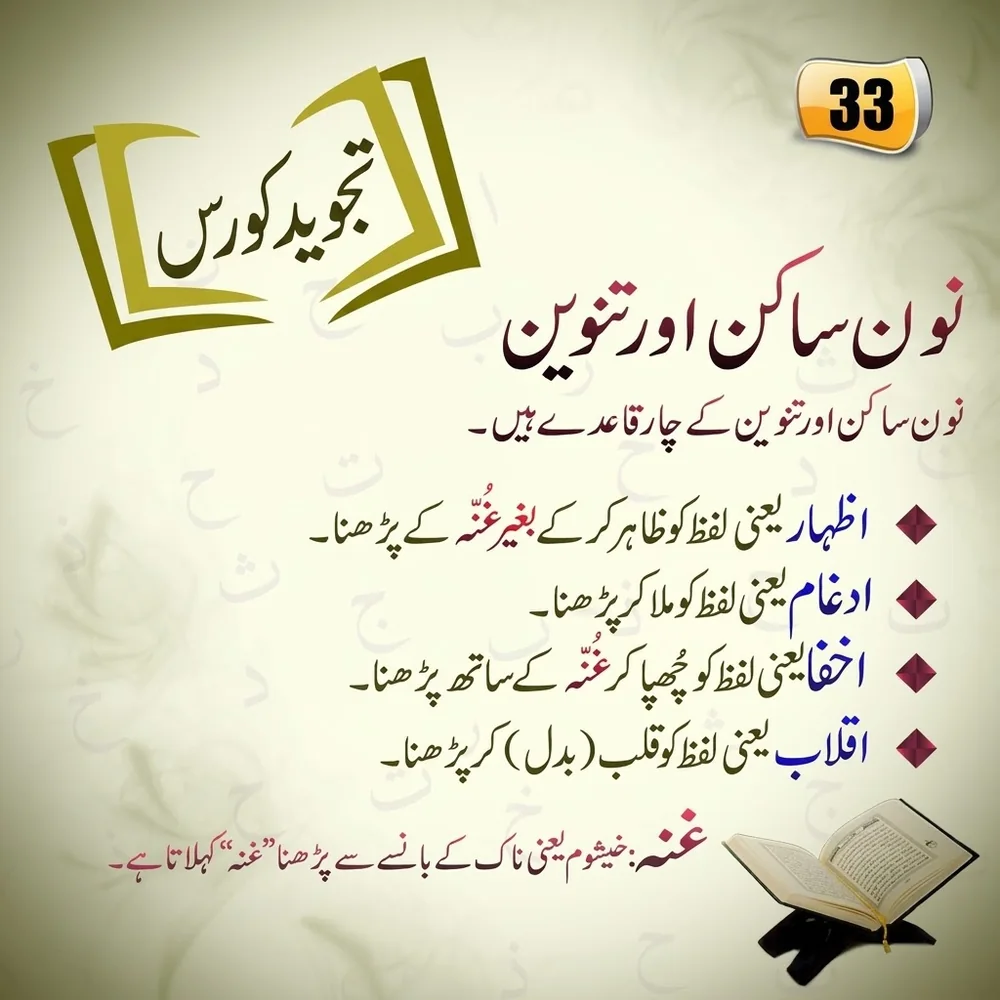 33
تجوید کورس
نون ساکن اور تنوین
نون ساکن اور تنوین کے چار قاعدے ہیں۔
اظہار یعنی لفظ کو ظاہر کر کے بغیر غُنّہ کے پڑھنا۔
ادغام یعنی لفظ کو ملا کر پڑھنا۔
اخفا یعنی لفظ کو چُھپا کر غُنّہ کے ساتھ پڑھنا۔
اقلاب یعنی لفظ کو قلب (بدل) کر پڑھنا۔
غنہ: خیشوم یعنی ناک کے بانسے سے پڑھنا ”غنہ“ کہلاتا ہے۔